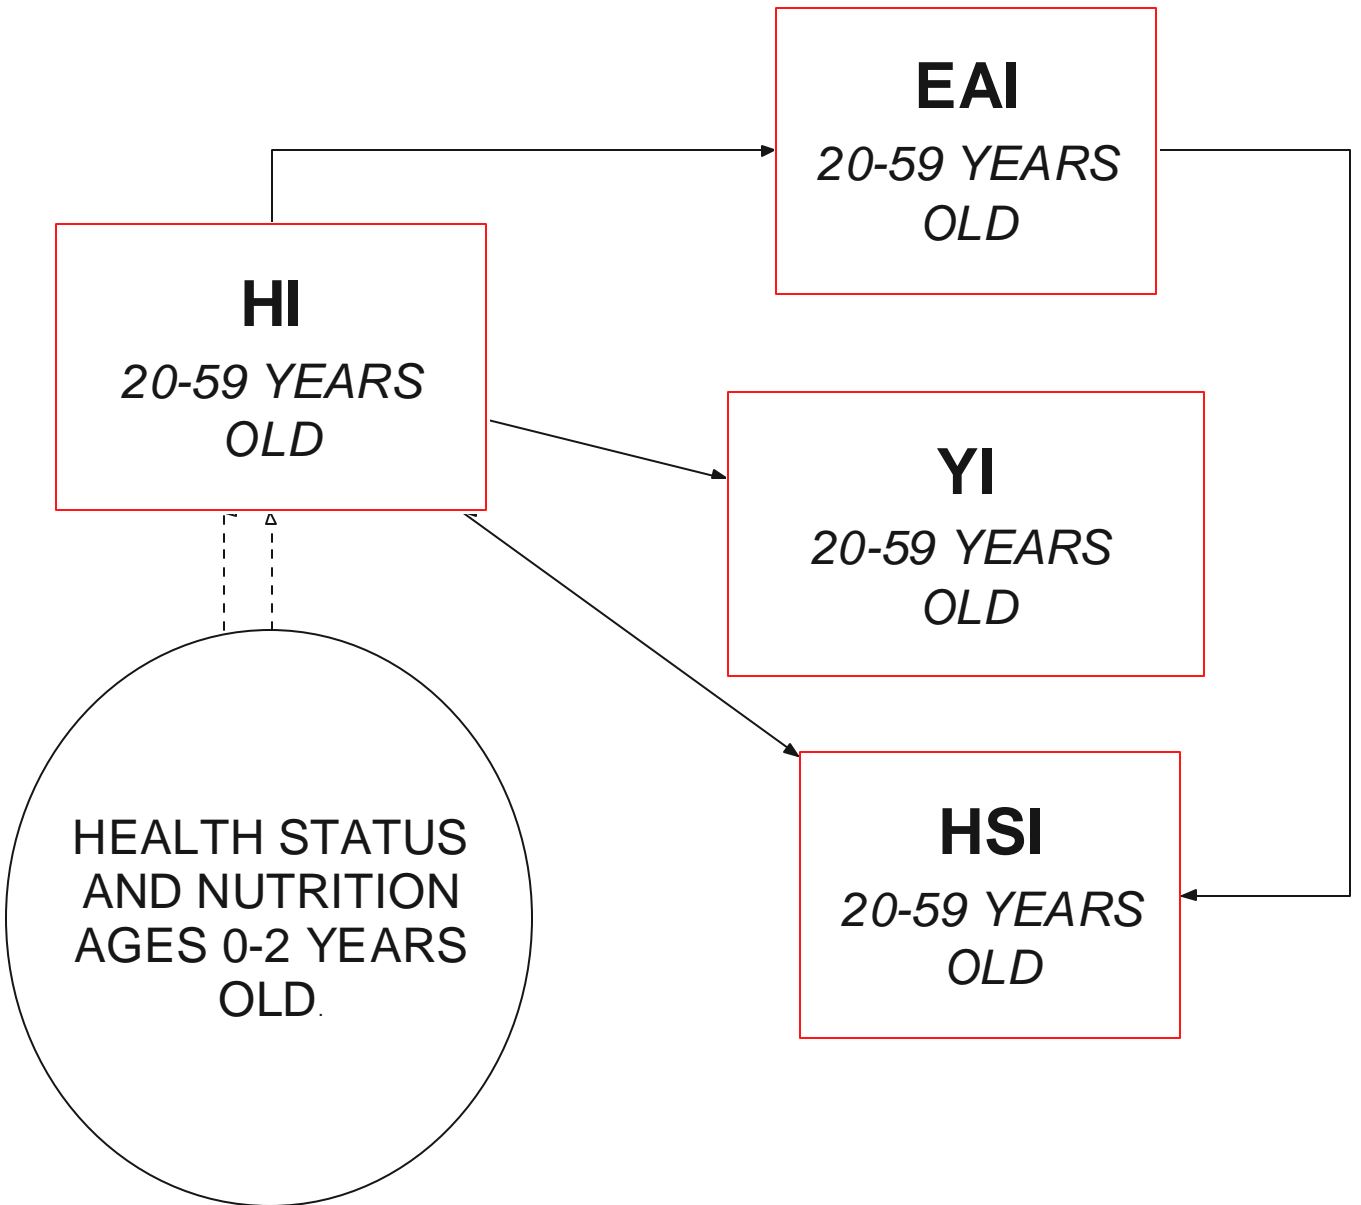 EAI
20-59 YEARS
OLD
HI
20-59 YEARS
OLD
YI
20-59 YEARS
OLD
HEALTH STATUS
AND NUTRITION
AGES 0-2 YEARS
OLD.
HSI
20-59 YEARS
OLD